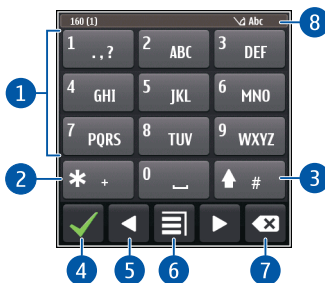 160 (1) Abc 8
1 .,? 2 ABC 3 DEF
1
4 GHI 5 JKL 6 MNO
7 PQRS 8 TUV 9 WXYZ
2 * + 0 ⎵ # 3
4 5 6 7